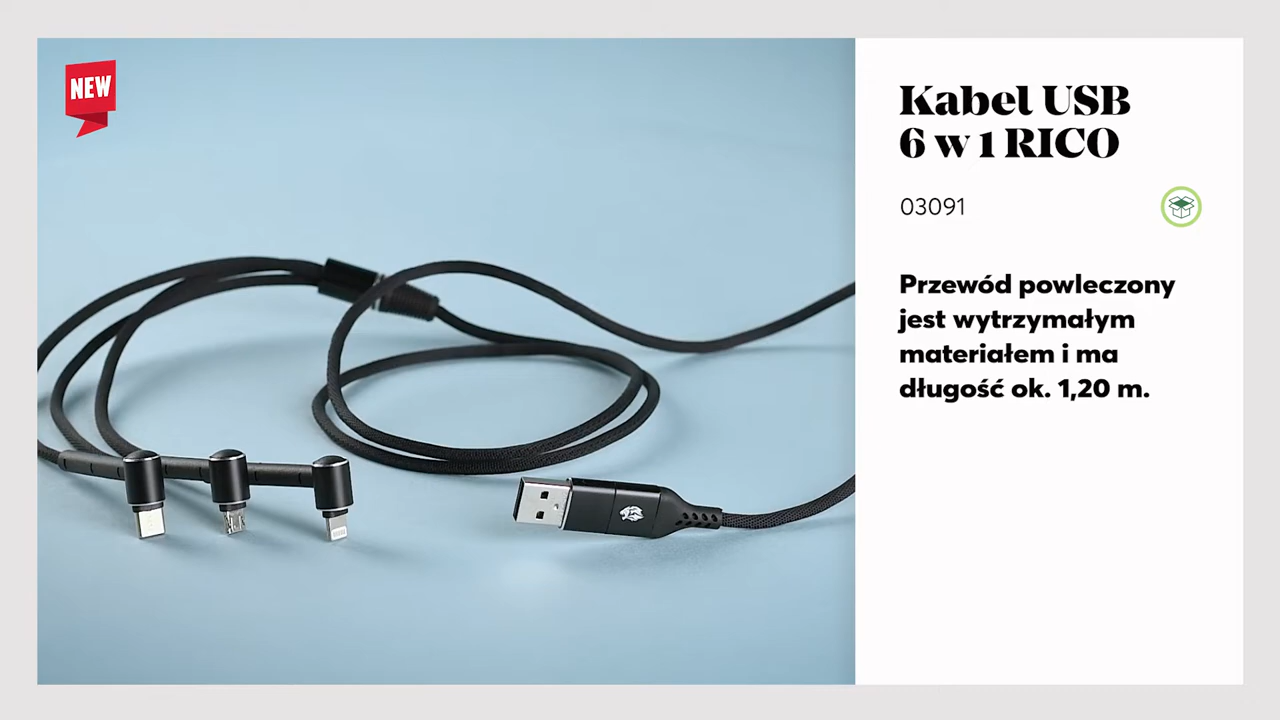 NEW
Kabel USB
6 w 1 RICO
03091
Przewód powleczony
jest wytrzymałym
materiałem i ma
długość ok. 1,20 m.